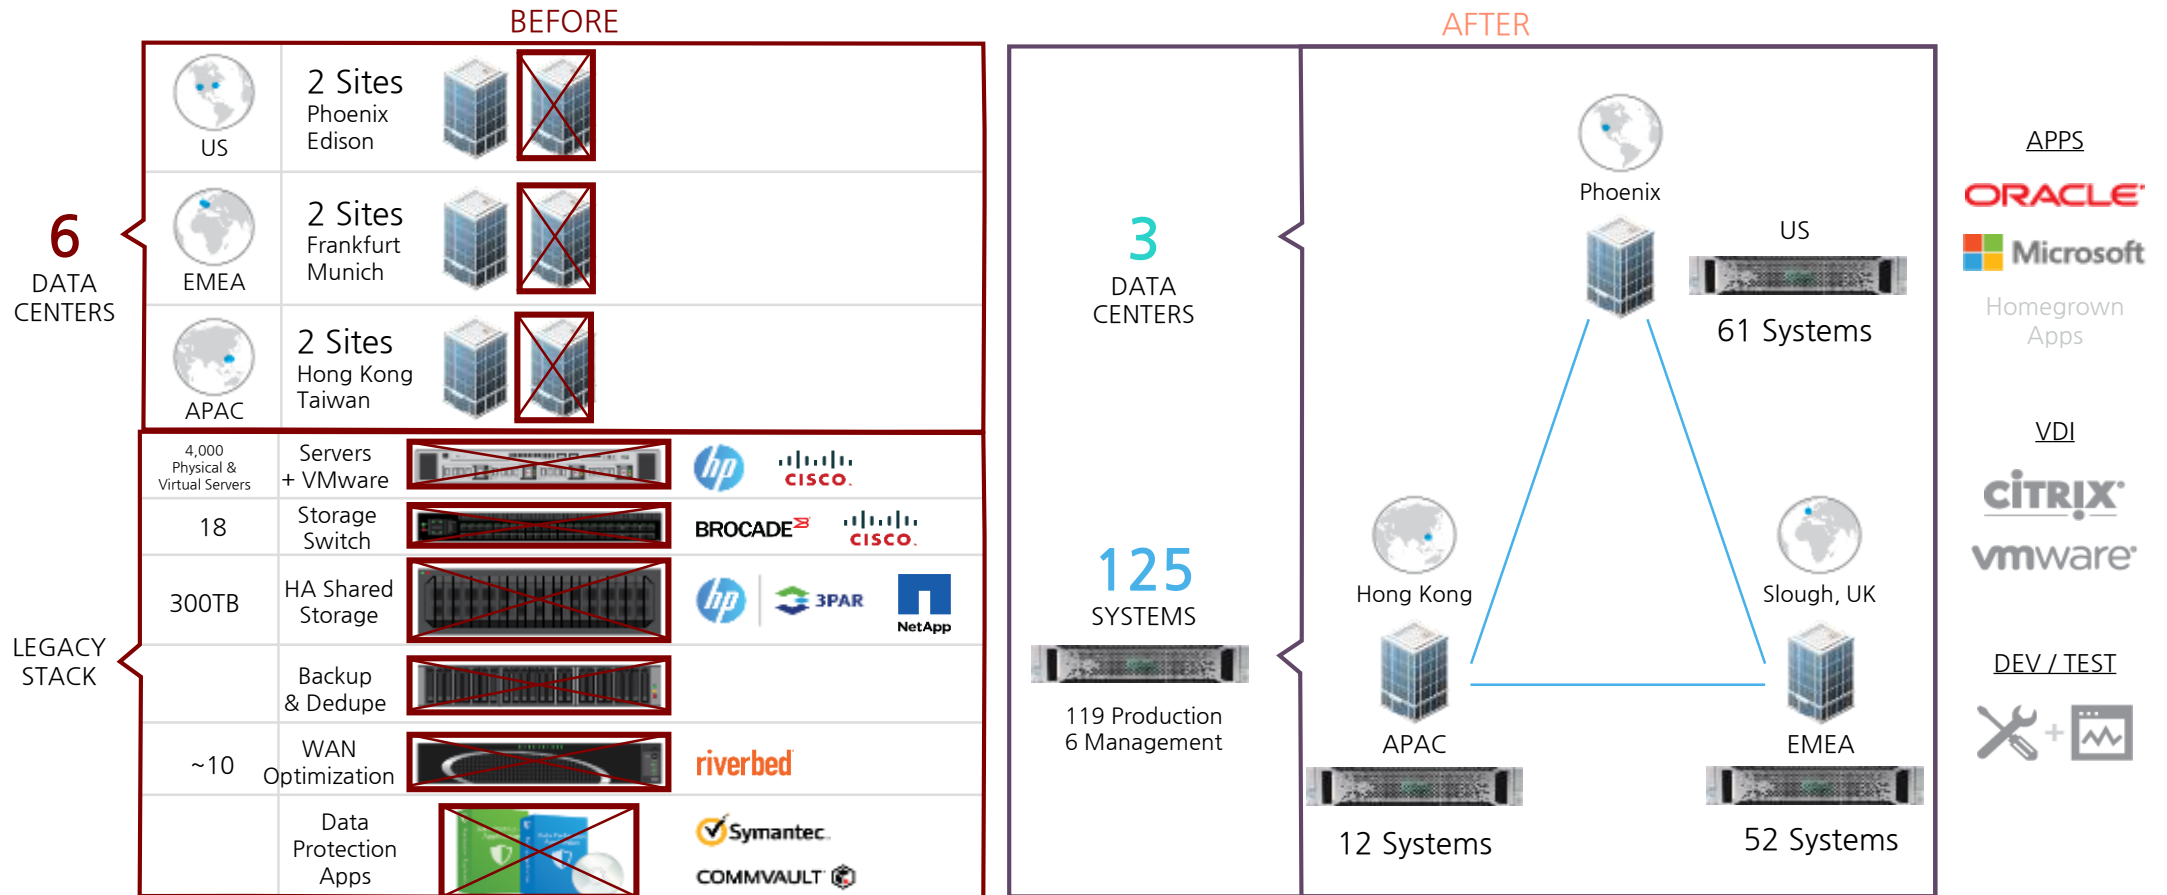 BEFORE
6
DATA
CENTERS
US
2 Sites
Phoenix
Edison
EMEA
2 Sites
Frankfurt
Munich
APAC
2 Sites
Hong Kong
Taiwan
LEGACY
STACK
4,000
Physical &
Virtual Servers
Servers
+ VMware
hp
CISCO.
18
Storage
Switch
BROCADE
CISCO.
300TB
HA Shared
Storage
hp
3PAR
NetApp
Backup
& Dedupe
~10
WAN
Optimization
riverbed
Data
Protection
Apps
Symantec.
COMMVAULT
AFTER
3
DATA
CENTERS
125
SYSTEMS
119 Production
6 Management
Phoenix
US
61 Systems
Hong Kong
APAC
12 Systems
Slough, UK
EMEA
52 Systems
APPS
ORACLE
Microsoft
Homegrown
Apps
VDI
CITRIX
vmware
DEV / TEST
+